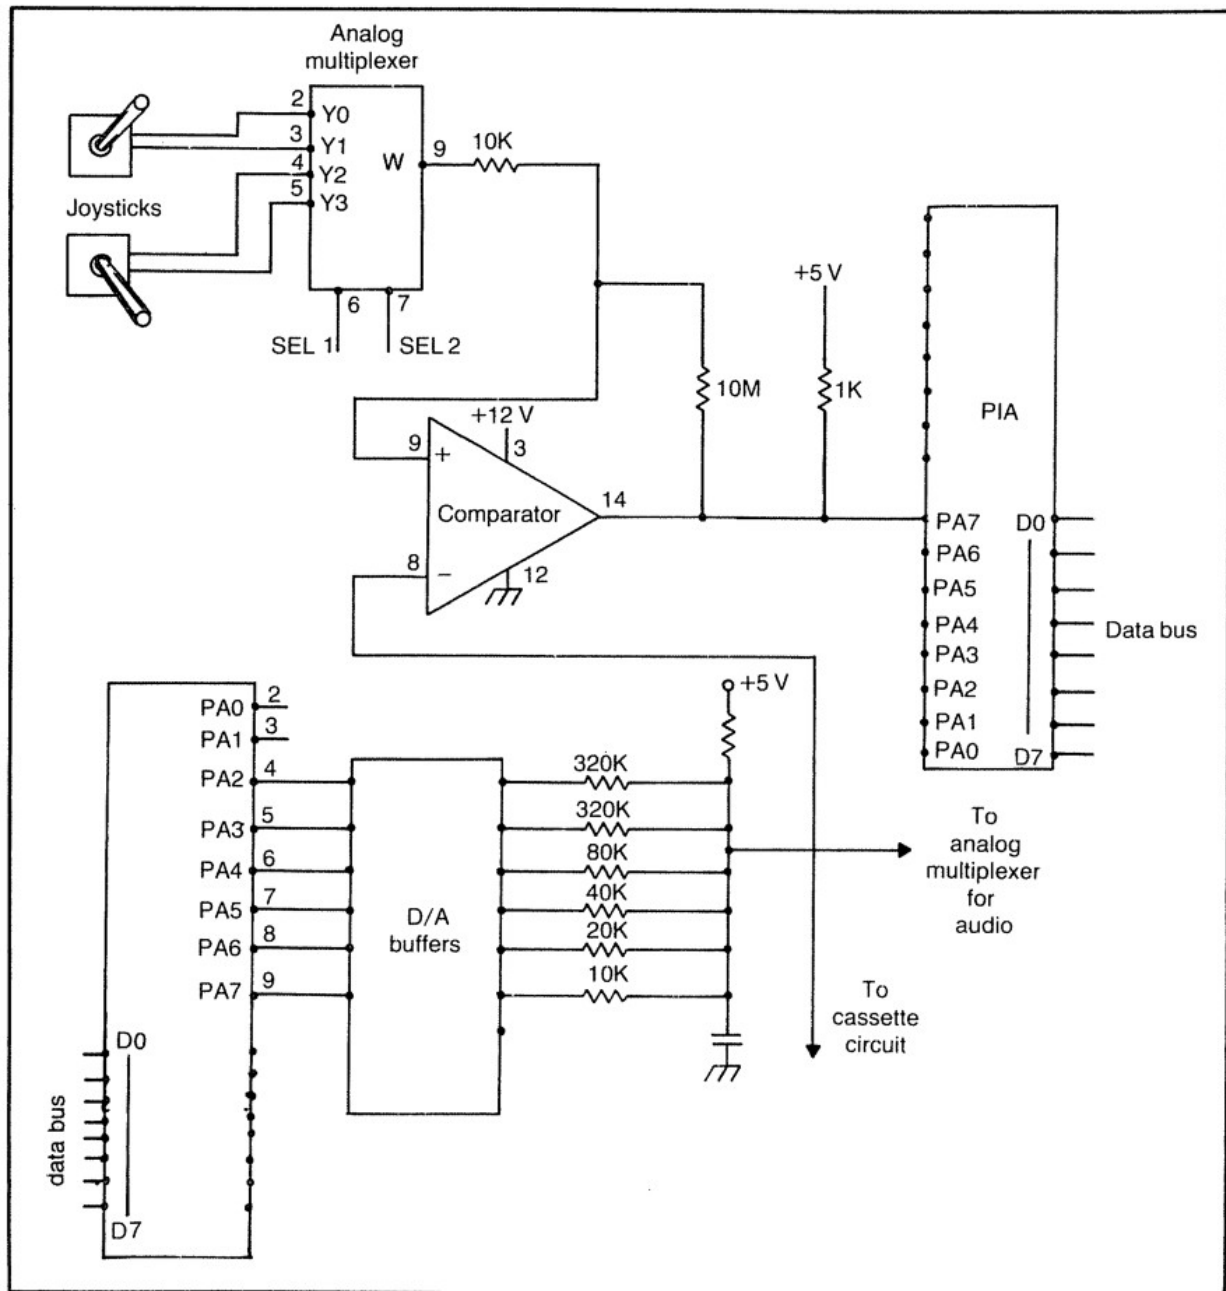 Analog
multiplexer
2
Y0
3
Y1
4
Y2
5
Y3
W
9
10K
Joysticks
6
7
SEL 1
SEL 2
+5 V
10M
1K
PIA
+12 V
3
9
+
Comparator
14
8
−
12
PA7
PA6
PA5
PA4
PA3
PA2
PA1
PA0
D0
D7
Data bus
+5 V
PA0
2
PA1
3
PA2
4
PA3
5
PA4
6
PA5
7
PA6
8
PA7
9
D/A
buffers
320K
320K
80K
40K
20K
10K
To
analog
multiplexer
for
audio
To
cassette
circuit
D0
D7
data bus